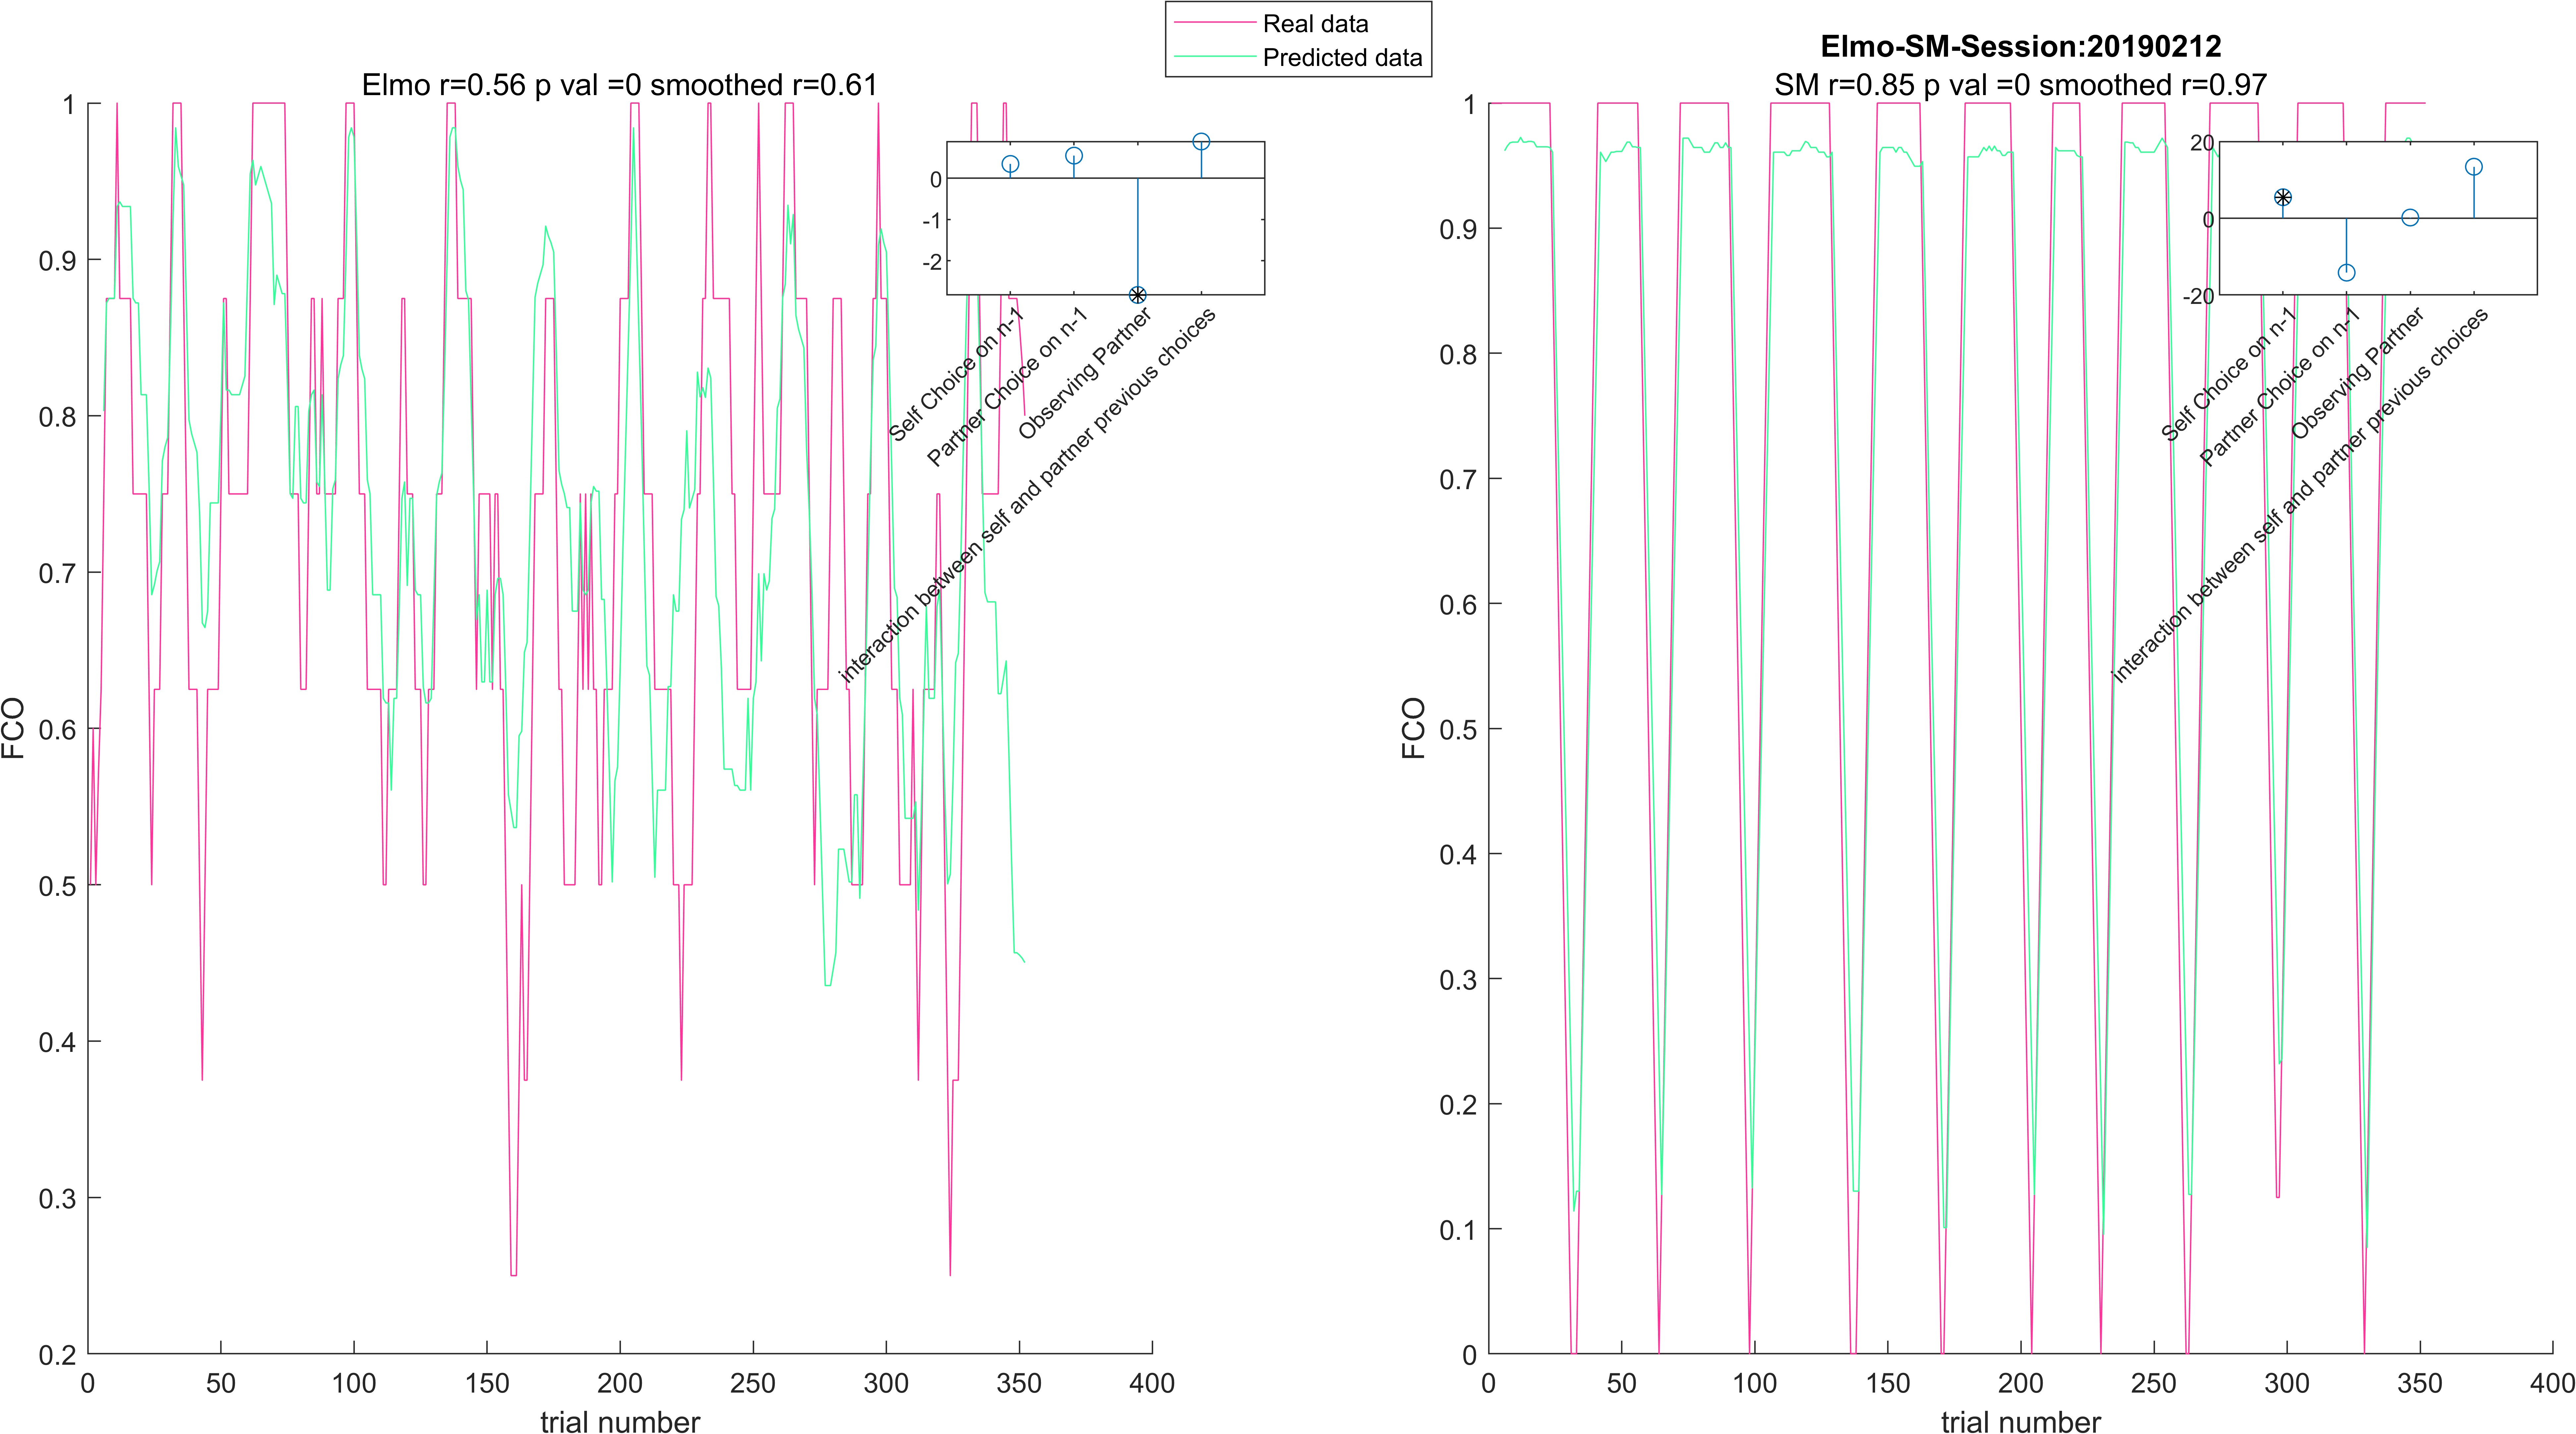 Real data
Predicted data
Elmo r=0.56 p val =0 smoothed r=0.61
1
0.9
0.8
0.7
0.6
0.5
0.4
0.3
0.2
FCO
0
50
100
150
200
250
300
350
400
trial number
0
-1
-2
Self Choice on n-1
Partner Choice on n-1
Observing Partner
interaction between self and partner previous choices
Elmo-SM-Session:20190212
SM r=0.85 p val =0 smoothed r=0.97
1
0.9
0.8
0.7
0.6
0.5
0.4
0.3
0.2
0.1
0
FCO
0
50
100
150
200
250
300
350
400
trial number
20
0
-20
Self Choice on n-1
Partner Choice on n-1
Observing Partner
interaction between self and partner previous choices